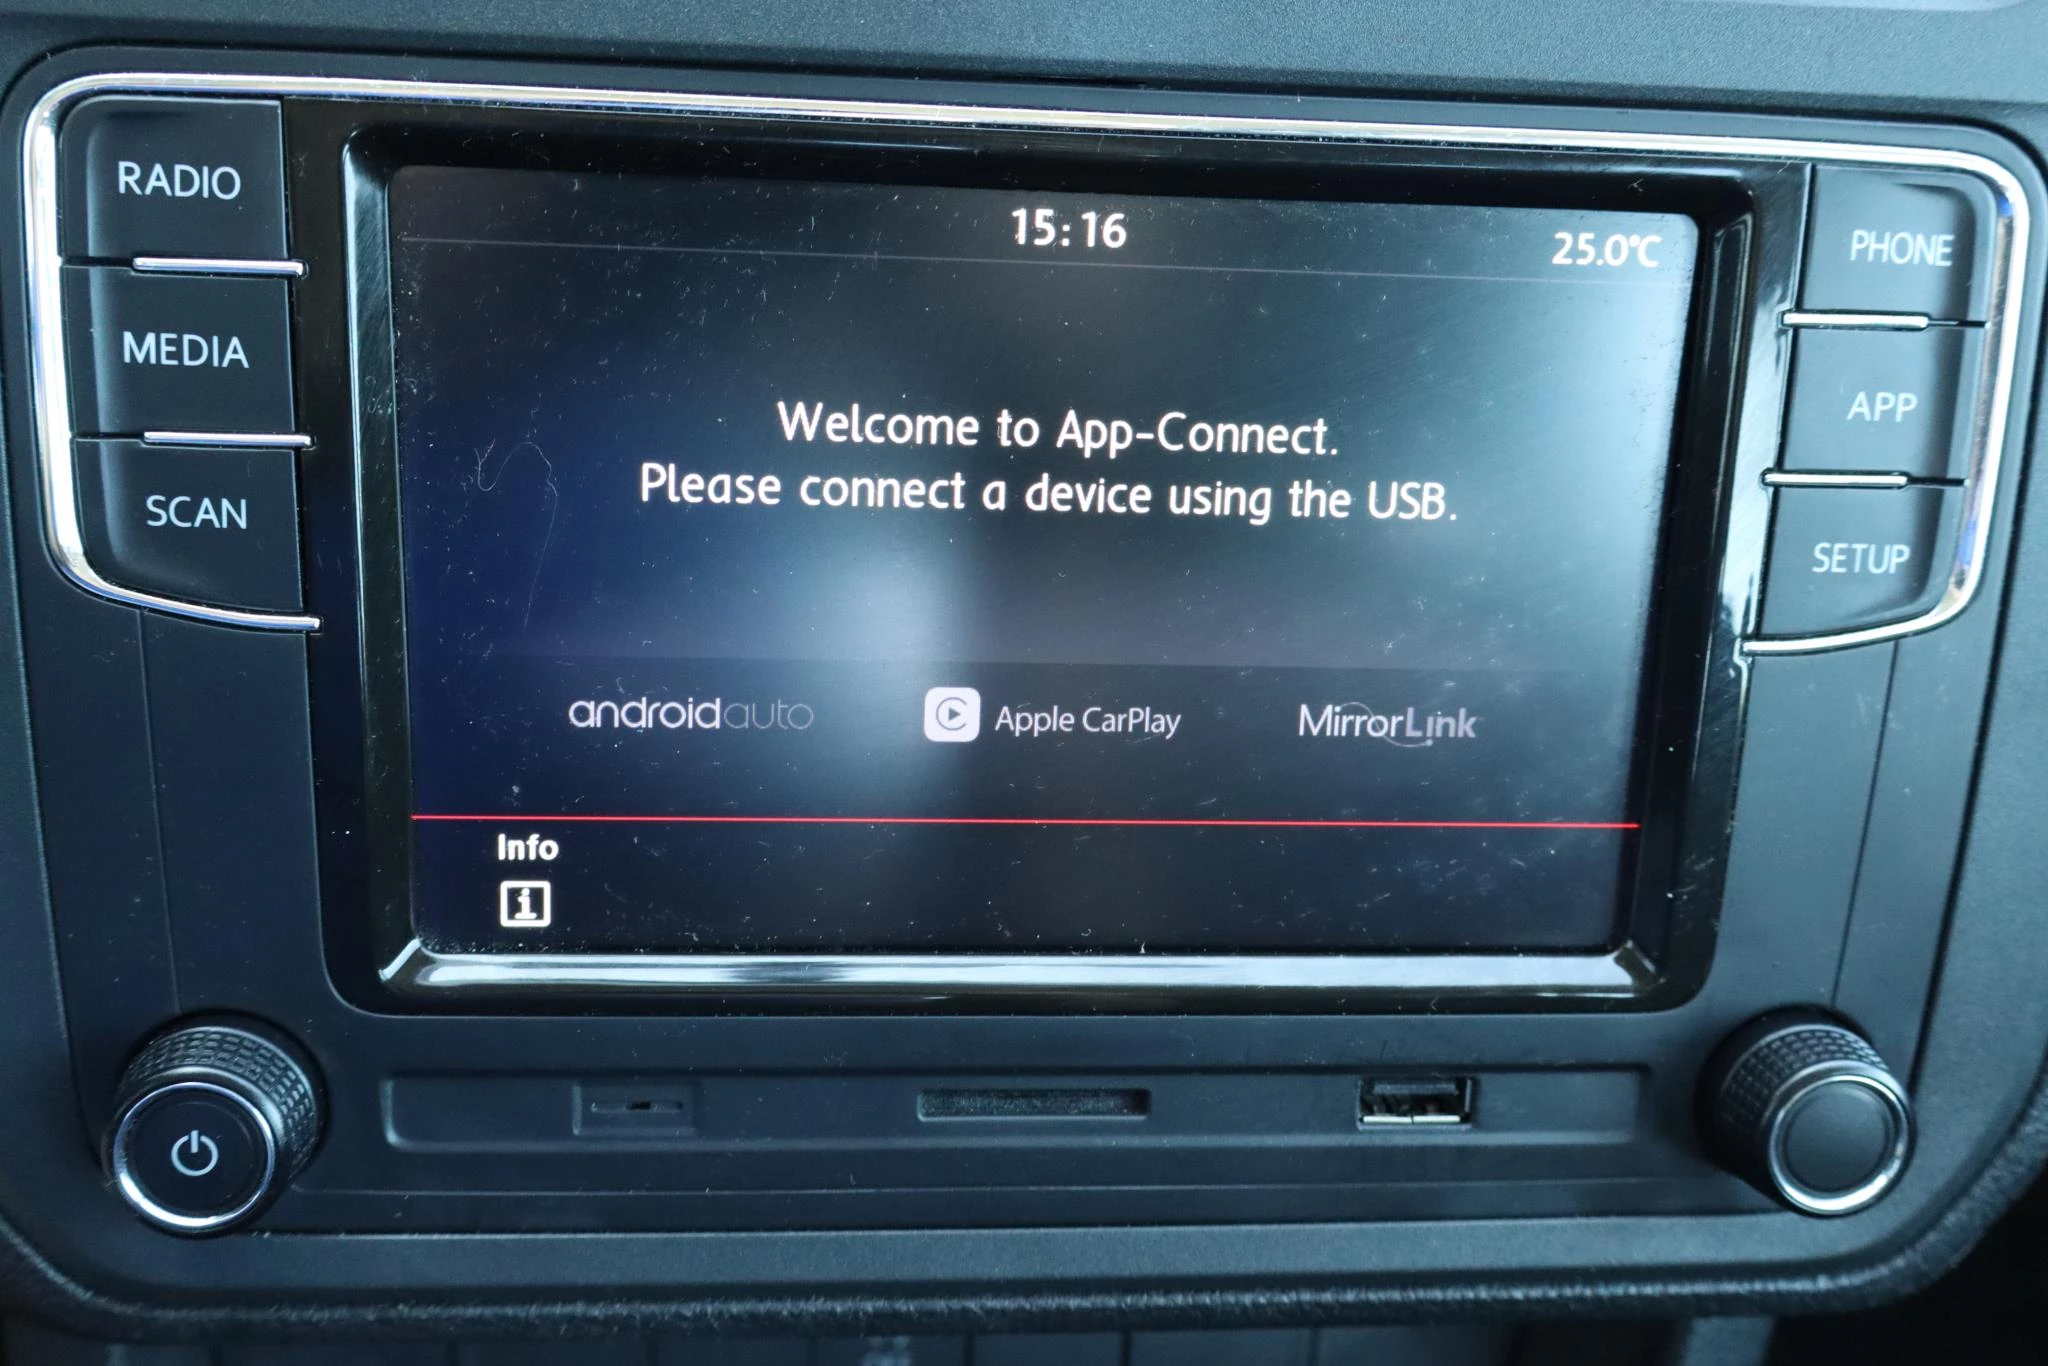 RADIO
MEDIA
SCAN
15:16
25.0°C
Welcome to App-Connect.
Please connect a device using the USB.
androidauto
Apple CarPlay
MirrorLink
Info
i
PHONE
APP
SETUP